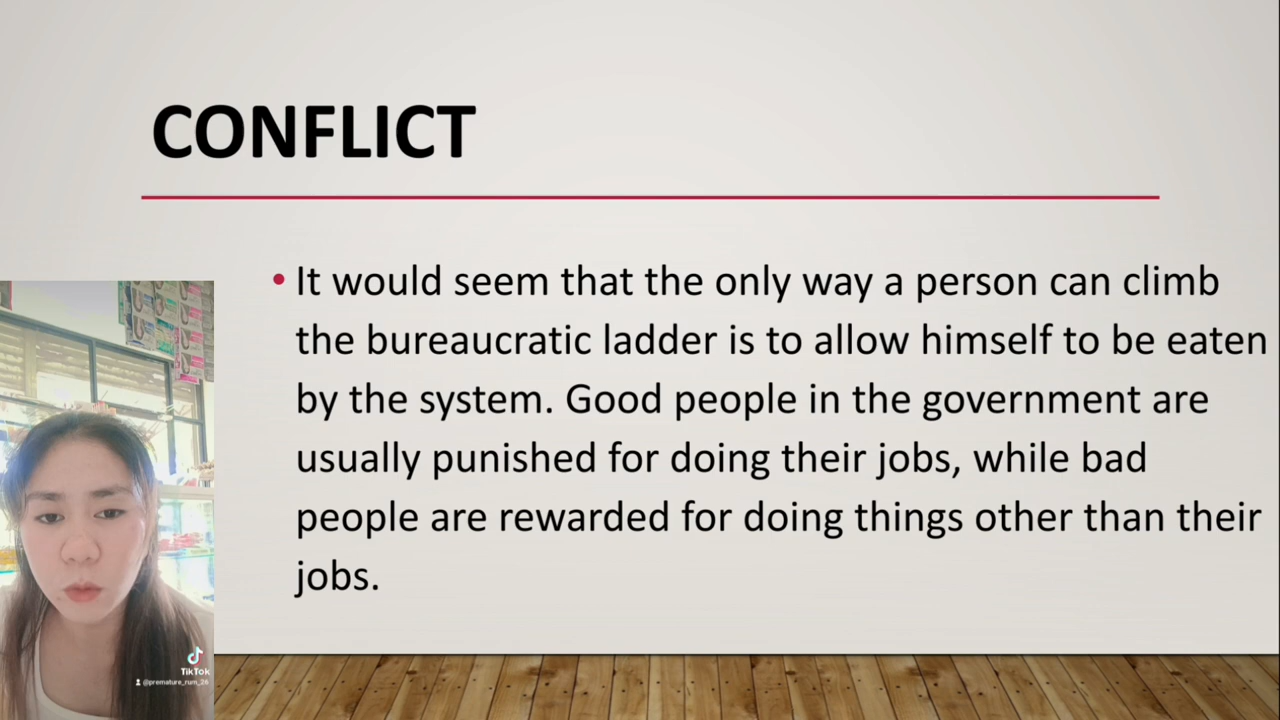 CONFLICT
• It would seem that the only way a person can climb
the bureaucratic ladder is to allow himself to be eaten
by the system. Good people in the government are
usually punished for doing their jobs, while bad
people are rewarded for doing things other than their
jobs.
TikTok
@premature_rum_26